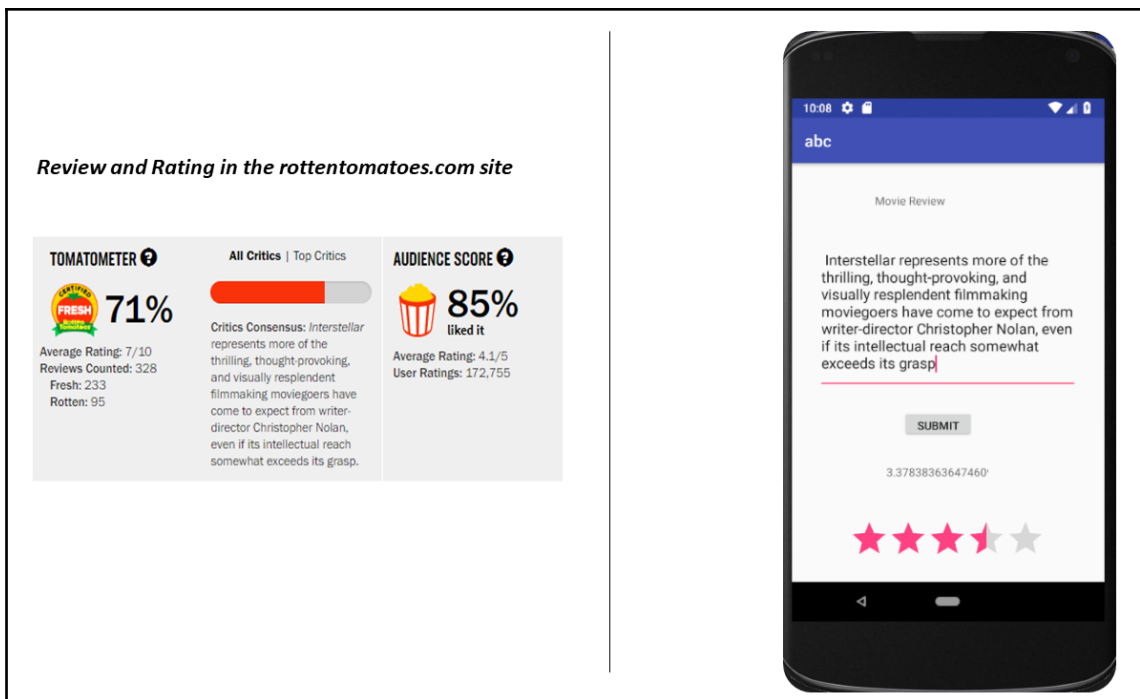 Review and Rating in the rottentomatoes.com site
TOMATOMETER ?
CERTIFIED
FRESH
Rotten
Tomatoes
71%
Average Rating: 7/10
Reviews Counted: 328
Fresh: 233
Rotten: 95
All Critics | Top Critics
Critics Consensus: Interstellar
represents more of the
thrilling, thought-provoking,
and visually resplendent
filmmaking moviegoers have
come to expect from writer-
director Christopher Nolan,
even if its intellectual reach
somewhat exceeds its grasp.
AUDIENCE SCORE ?
85%
liked it
Average Rating: 4.1/5
User Ratings: 172,755
10:08
abc
Movie Review
Interstellar represents more of the
thrilling, thought-provoking, and
visually resplendent filmmaking
moviegoers have come to expect from
writer-director Christopher Nolan, even
if its intellectual reach somewhat
exceeds its grasp
SUBMIT
3.37838363647460